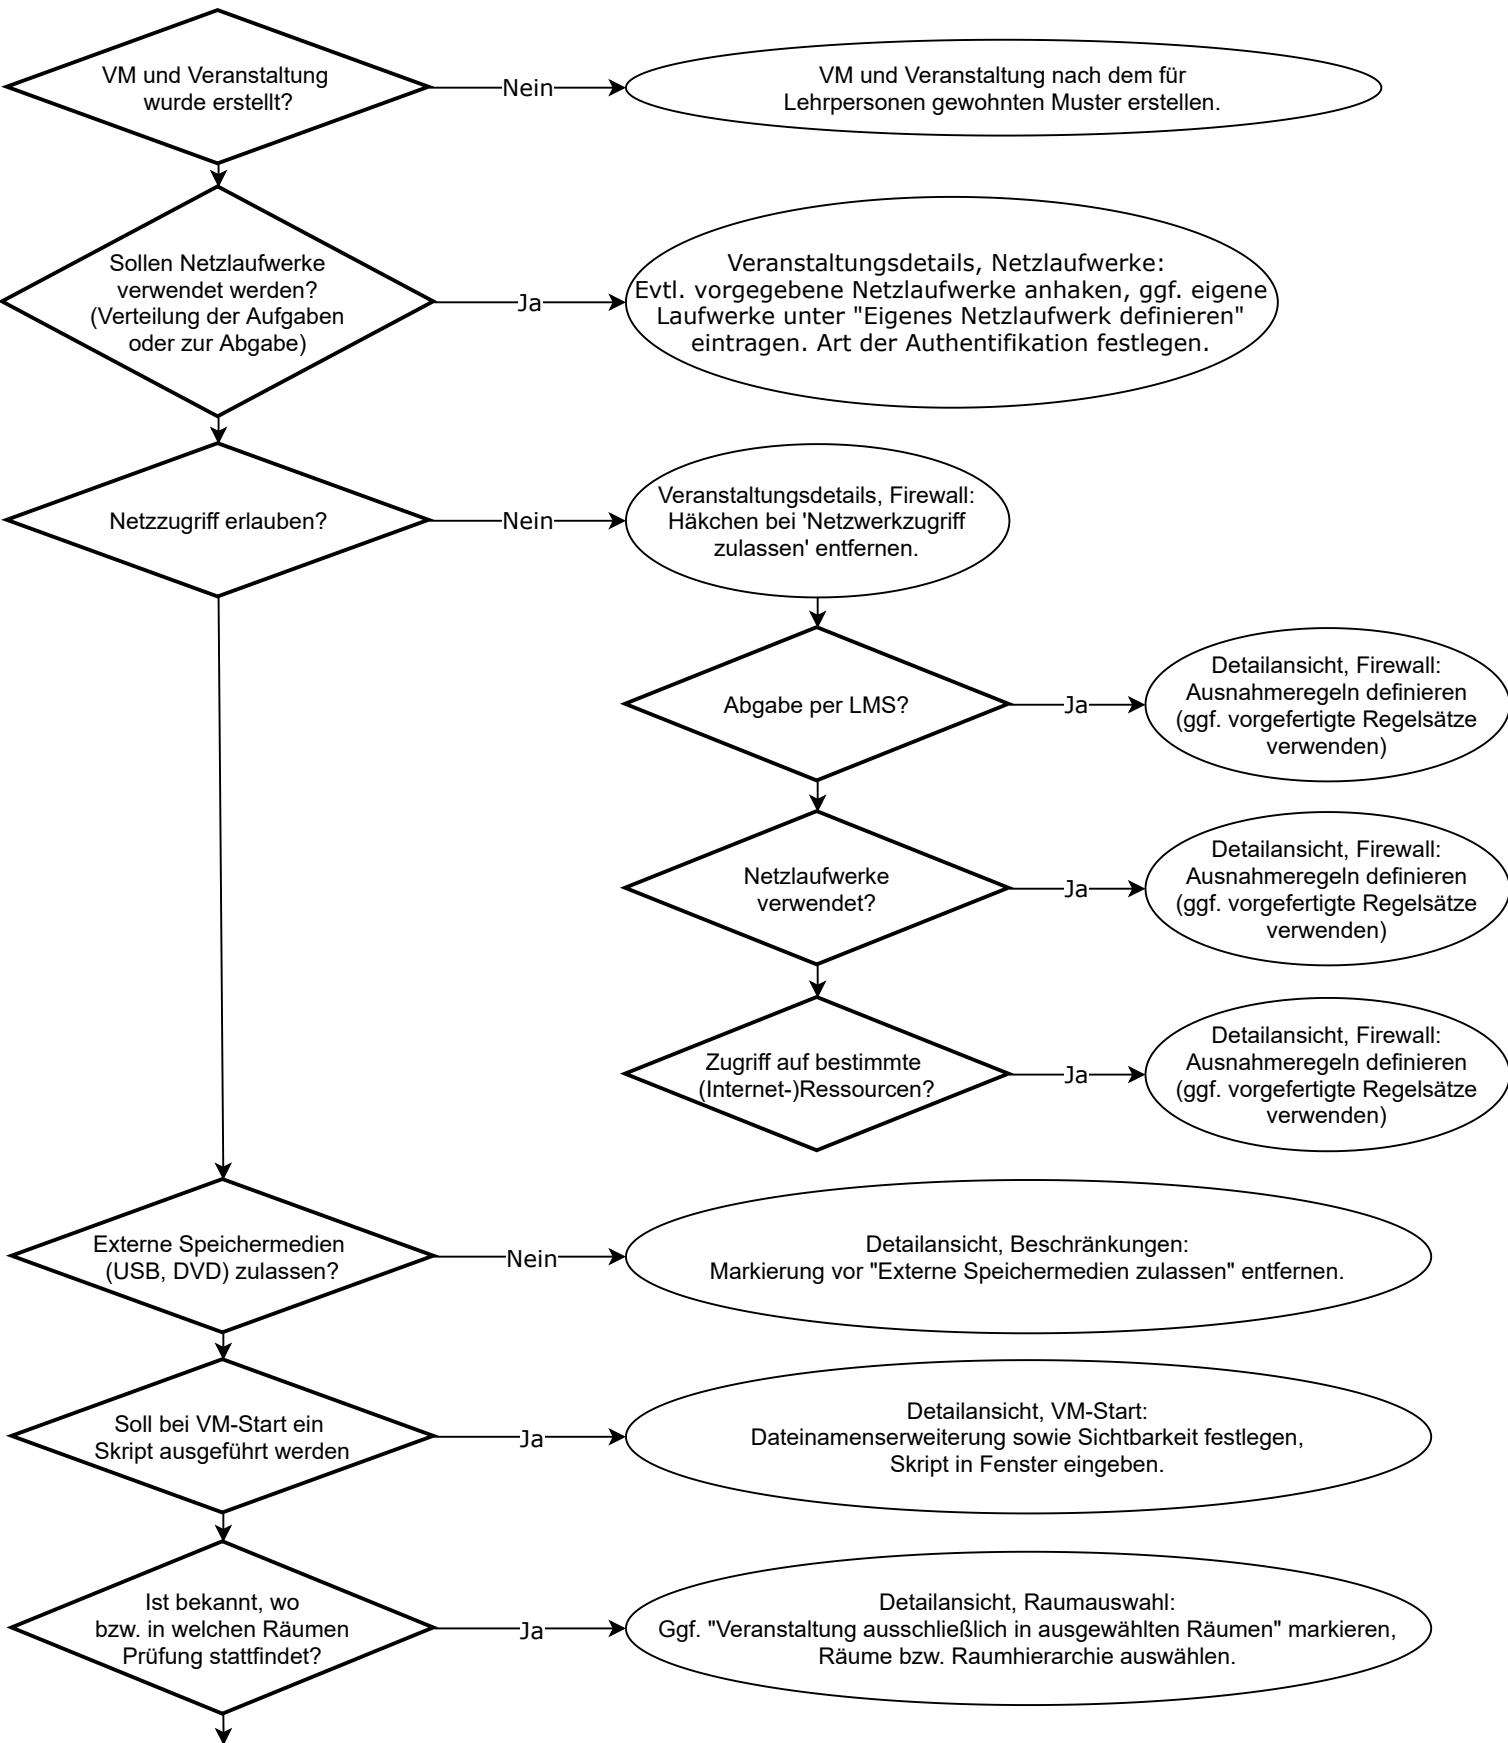 VM und Veranstaltung
wurde erstellt?
Nein
VM und Veranstaltung nach dem für
Lehrpersonen gewohnten Muster erstellen.
Sollen Netzlaufwerke
verwendet werden?
(Verteilung der Aufgaben
oder zur Abgabe)
Ja
Veranstaltungsdetails, Netzlaufwerke:
Evtl. vorgegebene Netzlaufwerke anhaken, ggf. eigene
Laufwerke unter "Eigenes Netzlaufwerk definieren"
eintragen. Art der Authentifikation festlegen.
Netzzugriff erlauben?
Nein
Veranstaltungsdetails, Firewall:
Häkchen bei 'Netzwerkzugriff
zulassen' entfernen.
Abgabe per LMS?
Ja
Detailansicht, Firewall:
Ausnahmeregeln definieren
(ggf. vorgefertigte Regelsätze
verwenden)
Netzlaufwerke
verwendet?
Ja
Detailansicht, Firewall:
Ausnahmeregeln definieren
(ggf. vorgefertigte Regelsätze
verwenden)
Zugriff auf bestimmte
(Internet-)Ressourcen?
Ja
Detailansicht, Firewall:
Ausnahmeregeln definieren
(ggf. vorgefertigte Regelsätze
verwenden)
Externe Speichermedien
(USB, DVD) zulassen?
Nein
Detailansicht, Beschränkungen:
Markierung vor "Externe Speichermedien zulassen" entfernen.
Soll bei VM-Start ein
Skript ausgeführt werden
Ja
Detailansicht, VM-Start:
Dateinamenserweiterung sowie Sichtbarkeit festlegen,
Skript in Fenster eingeben.
Ist bekannt, wo
bzw. in welchen Räumen
Prüfung stattfindet?
Ja
Detailansicht, Raumauswahl:
Ggf. "Veranstaltung ausschließlich in ausgewählten Räumen" markieren,
Räume bzw. Raumhierarchie auswählen.